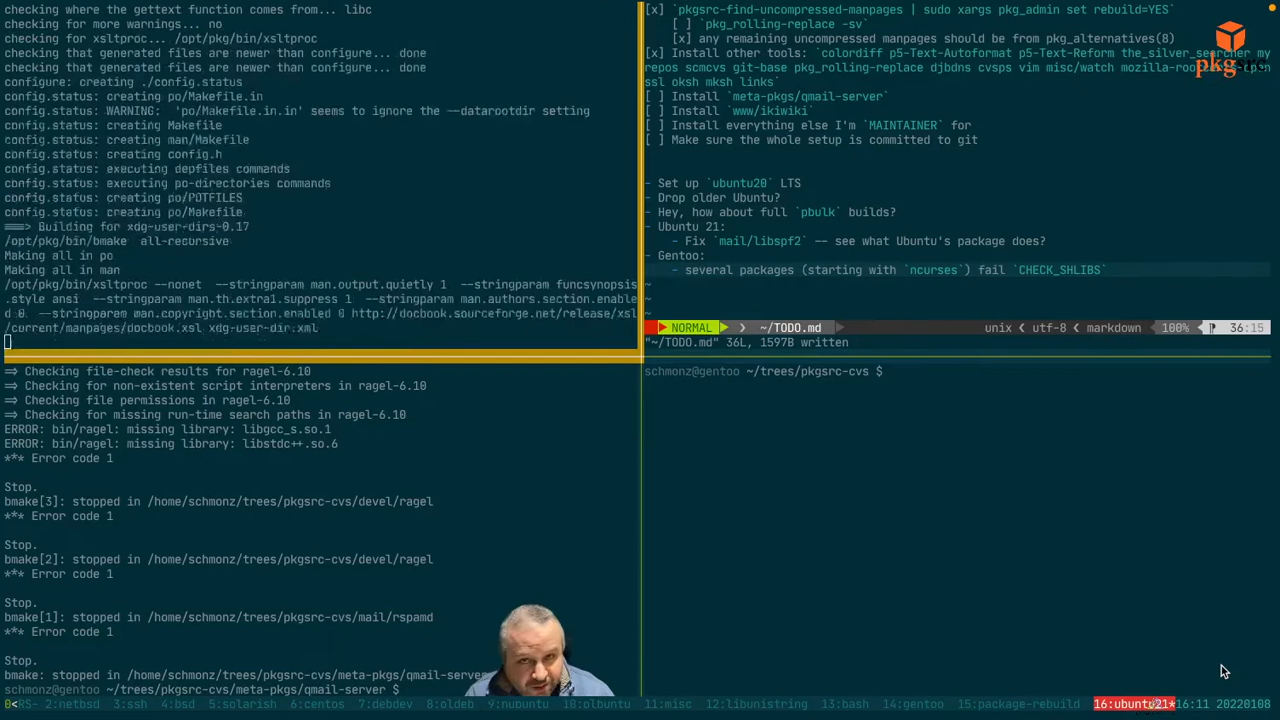 checking where the gettext function comes from... libc
checking for more warnings... no
checking for xsltproc... /opt/pkg/bin/xsltproc
checking that generated files are newer than configure... done
checking that generated files are newer than configure... done
configure: creating ./config.status
config.status: creating po/Makefile.in
config.status: WARNING:  'po/Makefile.in.in' seems to ignore the --datarootdir setting
config.status: creating Makefile
config.status: creating man/Makefile
config.status: creating config.h
config.status: executing depfiles commands
config.status: executing po-directories commands
config.status: creating po/POTFILES
config.status: creating po/Makefile
===> Building for xdg-user-dirs-0.17
/opt/pkg/bin/bmake  all-recursive
Making all in po
Making all in man
/opt/pkg/bin/xsltproc --nonet  --stringparam man.output.quietly 1  --stringparam funcsynopsis
.style ansi  --stringparam man.th.extra1.suppress 1  --stringparam man.authors.section.enable
d 0  --stringparam man.copyright.section.enabled 0 http://docbook.sourceforge.net/release/xsl
/current/manpages/docbook.xsl xdg-user-dir.xml
[x] `pkgsrc-find-uncompressed-manpages | sudo xargs pkg_admin set rebuild=YES`
[ ] `pkg_rolling-replace -sv`
[x] any remaining uncompressed manpages should be from pkg_alternatives(8)
[x] Install other tools: `colordiff p5-Text-Autoformat p5-Text-Reform the_silver_searcher my
repos scmcvs git-base pkg_rolling-replace djbdns cvsps vim misc/watch
ssl oksh mksh links`
[ ] Install `meta-pkgs/qmail-server`
[ ] Install `www/ikiwiki`
[ ] Install everything else I'm `MAINTAINER` for
[ ] Make sure the whole setup is committed to git
- Set up `ubuntu20` LTS
- Drop older Ubuntu?
- Hey, how about full `pbulk` builds?
- Ubuntu 21:
- Fix `mail/libspf2` -- see what Ubuntu's package does?
- Gentoo:
- several packages (starting with `ncurses`) fail `CHECK_SHLIBS`
~
~
NORMAL ~/TODO.md unix < utf-8 < markdown 100% 36:15
"~/TODO.md" 36L, 1597B written
pkgsrc
=> Checking file-check results for ragel-6.10
=> Checking for non-existent script interpreters in ragel-6.10
=> Checking file permissions in ragel-6.10
=> Checking for missing run-time search paths in ragel-6.10
ERROR: bin/ragel: missing library: libgcc_s.so.1
ERROR: bin/ragel: missing library: libstdc++.so.6
*** Error code 1
Stop.
bmake[3]: stopped in /home/schmonz/trees/pkgsrc-cvs/devel/ragel
*** Error code 1
Stop.
bmake[2]: stopped in /home/schmonz/trees/pkgsrc-cvs/devel/ragel
*** Error code 1
Stop.
bmake[1]: stopped in /home/schmonz/trees/pkgsrc-cvs/mail/rspamd
*** Error code 1
Stop.
bmake: stopped in /home/schmonz/trees/pkgsrc-cvs/meta-pkgs/qmail-server
schmonz@gentoo ~/trees/pkgsrc-cvs/meta-pkgs/qmail-server $
schmonz@gentoo ~/trees/pkgsrc-cvs $
0< RS- 2:netbsd 3:ssh 4:bsd 5:solarish 6:centos 7:debdev 8:oldeb 9:nubuntu 10:olbuntu 11:misc 12:libunistring 13:bash 14:gentoo 15:package-rebuild 16:ubuntu21* 16:11 20220108